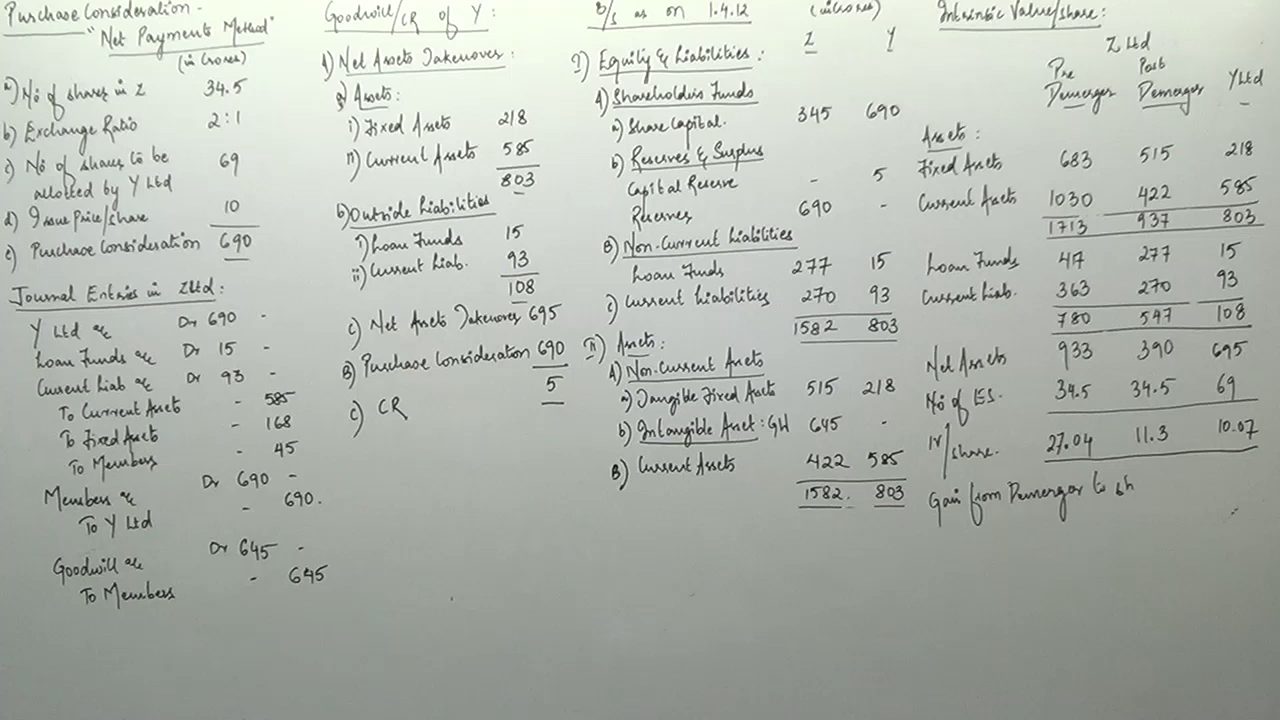 Purchase Consideration -
"Net Payments Method"
(in Crores)
a) No of shares in Z 34.5
b) Exchange Ratio 2:1
c) No of shares to be
allotted by Y Ltd 69
d) Issue Price/share 10
e) Purchase Consideration 690
Journal Entries in Z Ltd :
Y Ltd a/c Dr 690 -
Loan Funds a/c Dr 15 -
Current Liab a/c Dr 93 -
To Current Assets - 585
To Fixed Assets - 168
To Members - 45
Members a/c Dr 690 -
To Y Ltd - 690.
Goodwill a/c Dr 645 -
To Members - 645
Goodwill/CR of Y :
A) Net Assets Takenover :
a) Assets :
i) Fixed Assets 218
ii) Current Assets 585
803
b) Outside Liabilities
i) Loan Funds 15
ii) Current Liab. 93
108
c) Net Assets Takenover 695
B) Purchase Consideration 690
C) CR 5
B/s as on 1.4.12 (in Crores)
Z Y
I) Equity & Liabilities :
A) Shareholders Funds
a) Share Capital. 345 690
b) Reserves & Surplus
Capital Reserve - 5
Reserves 690 -
B) Non-Current Liabilities
Loan Funds 277 15
C) Current Liabilities 270 93
1582 803
II) Assets :
A) Non-Current Assets
a) Tangible Fixed Assets 515 218
b) Intangible Asset : GW 645 -
B) Current Assets 422 585
1582. 803
Intrinsic Value/share :
Z Ltd
Pre Demerger Post Demerger Y Ltd
Assets :
Fixed Assets 683 515 218
Current Assets 1030 422 585
1713 937 803
Loan Funds 417 277 15
Current Liab. 363 270 93
780 547 108
Net Assets 933 390 695
No of E.S. 34.5 34.5 69
IV/share. 27.04 11.3 10.07
Gain from Demerger to sh